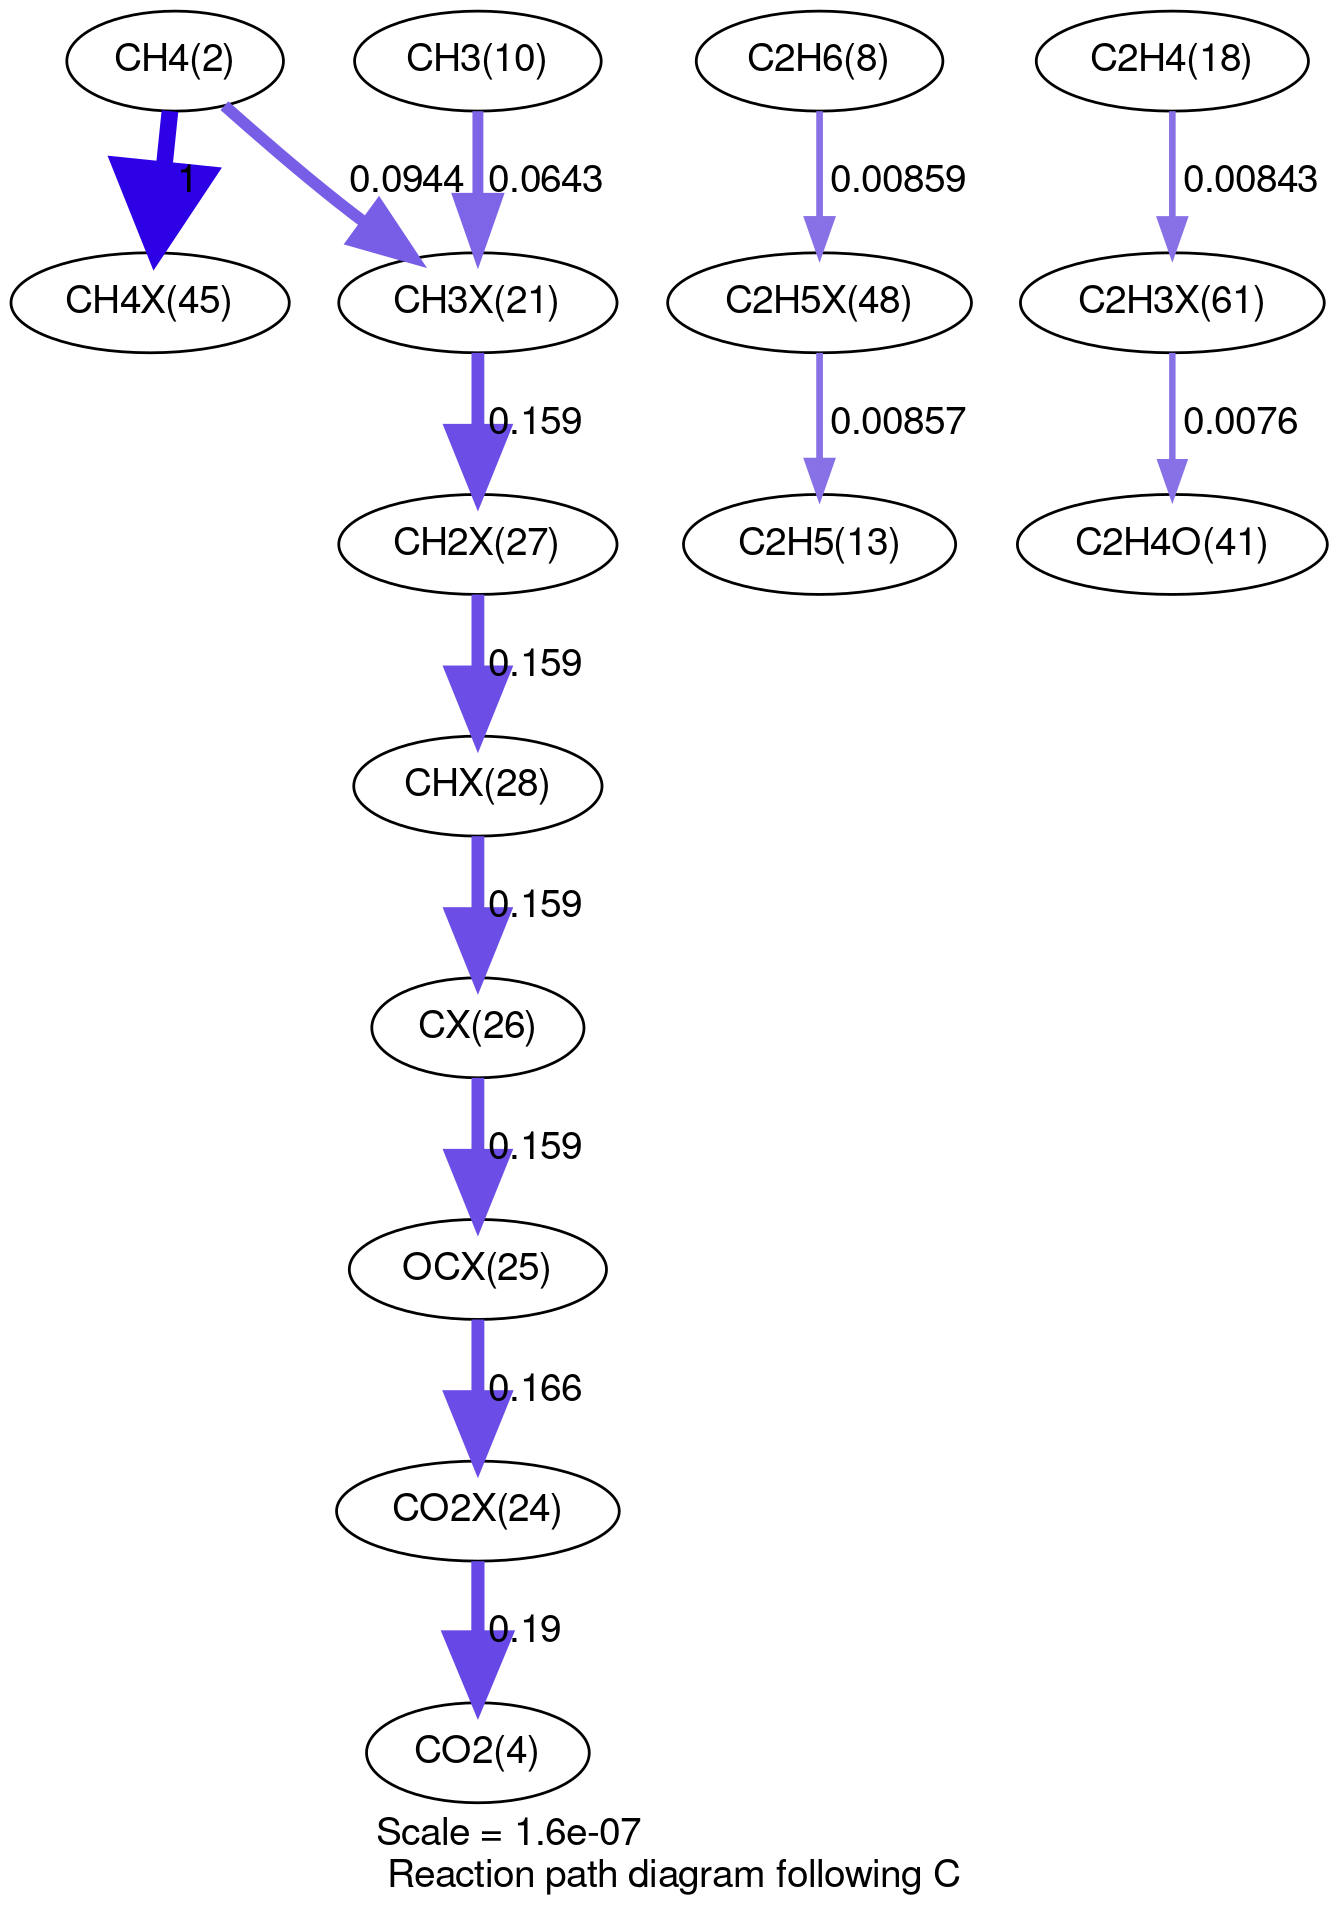 CH4(2)
CH3(10)
C2H6(8)
C2H4(18)
1
0.0944
0.0643
0.00859
0.00843
CH4X(45)
CH3X(21)
C2H5X(48)
C2H3X(61)
0.159
0.00857
0.0076
CH2X(27)
C2H5(13)
C2H4O(41)
0.159
CHX(28)
0.159
CX(26)
0.159
OCX(25)
0.166
CO2X(24)
0.19
CO2(4)
Scale = 1.6e-07
Reaction path diagram following C